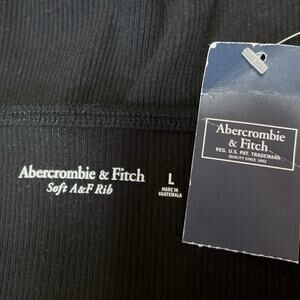 Abercrombie & Fitch
Soft A&F Rib
L
MADE IN
GUATEMALA
Abercrombie
& Fitch
REG. U.S. PAT. TRADEMARK
QUALITY SINCE 1892